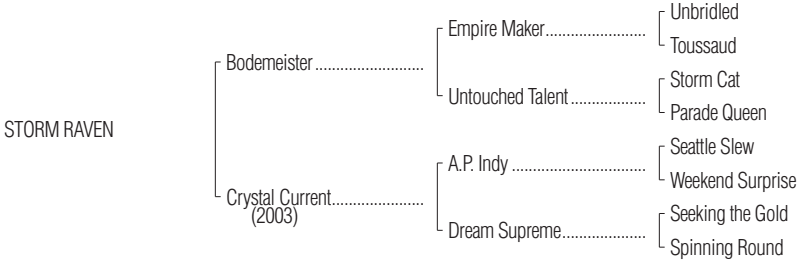 Unbridled
Empire Maker
Toussaud
Bodemeister
Storm Cat
Untouched Talent
Parade Queen
STORM RAVEN
Seattle Slew
A.P. Indy
Weekend Surprise
Crystal Current
(2003)
Seeking the Gold
Dream Supreme
Spinning Round